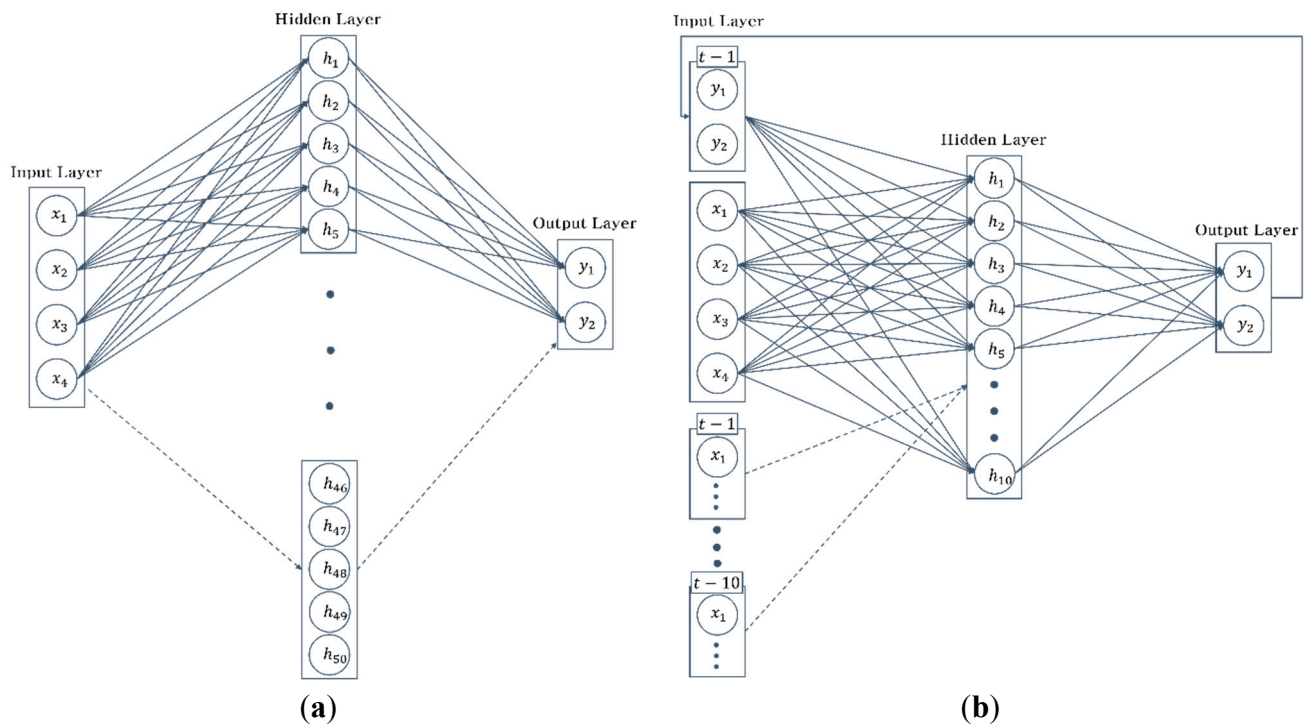 Hidden Layer
h₁
h₂
h₃
h₄
h₅
Input Layer
x₁
x₂
x₃
x₄
Output Layer
y₁
y₂
h₄₆
h₄₇
h₄₈
h₄₉
h₅₀
(a)
Input Layer
t − 1
y₁
y₂
x₁
x₂
x₃
x₄
t − 1
x₁
t − 10
x₁
Hidden Layer
h₁
h₂
h₃
h₄
h₅
h₁₀
Output Layer
y₁
y₂
(b)